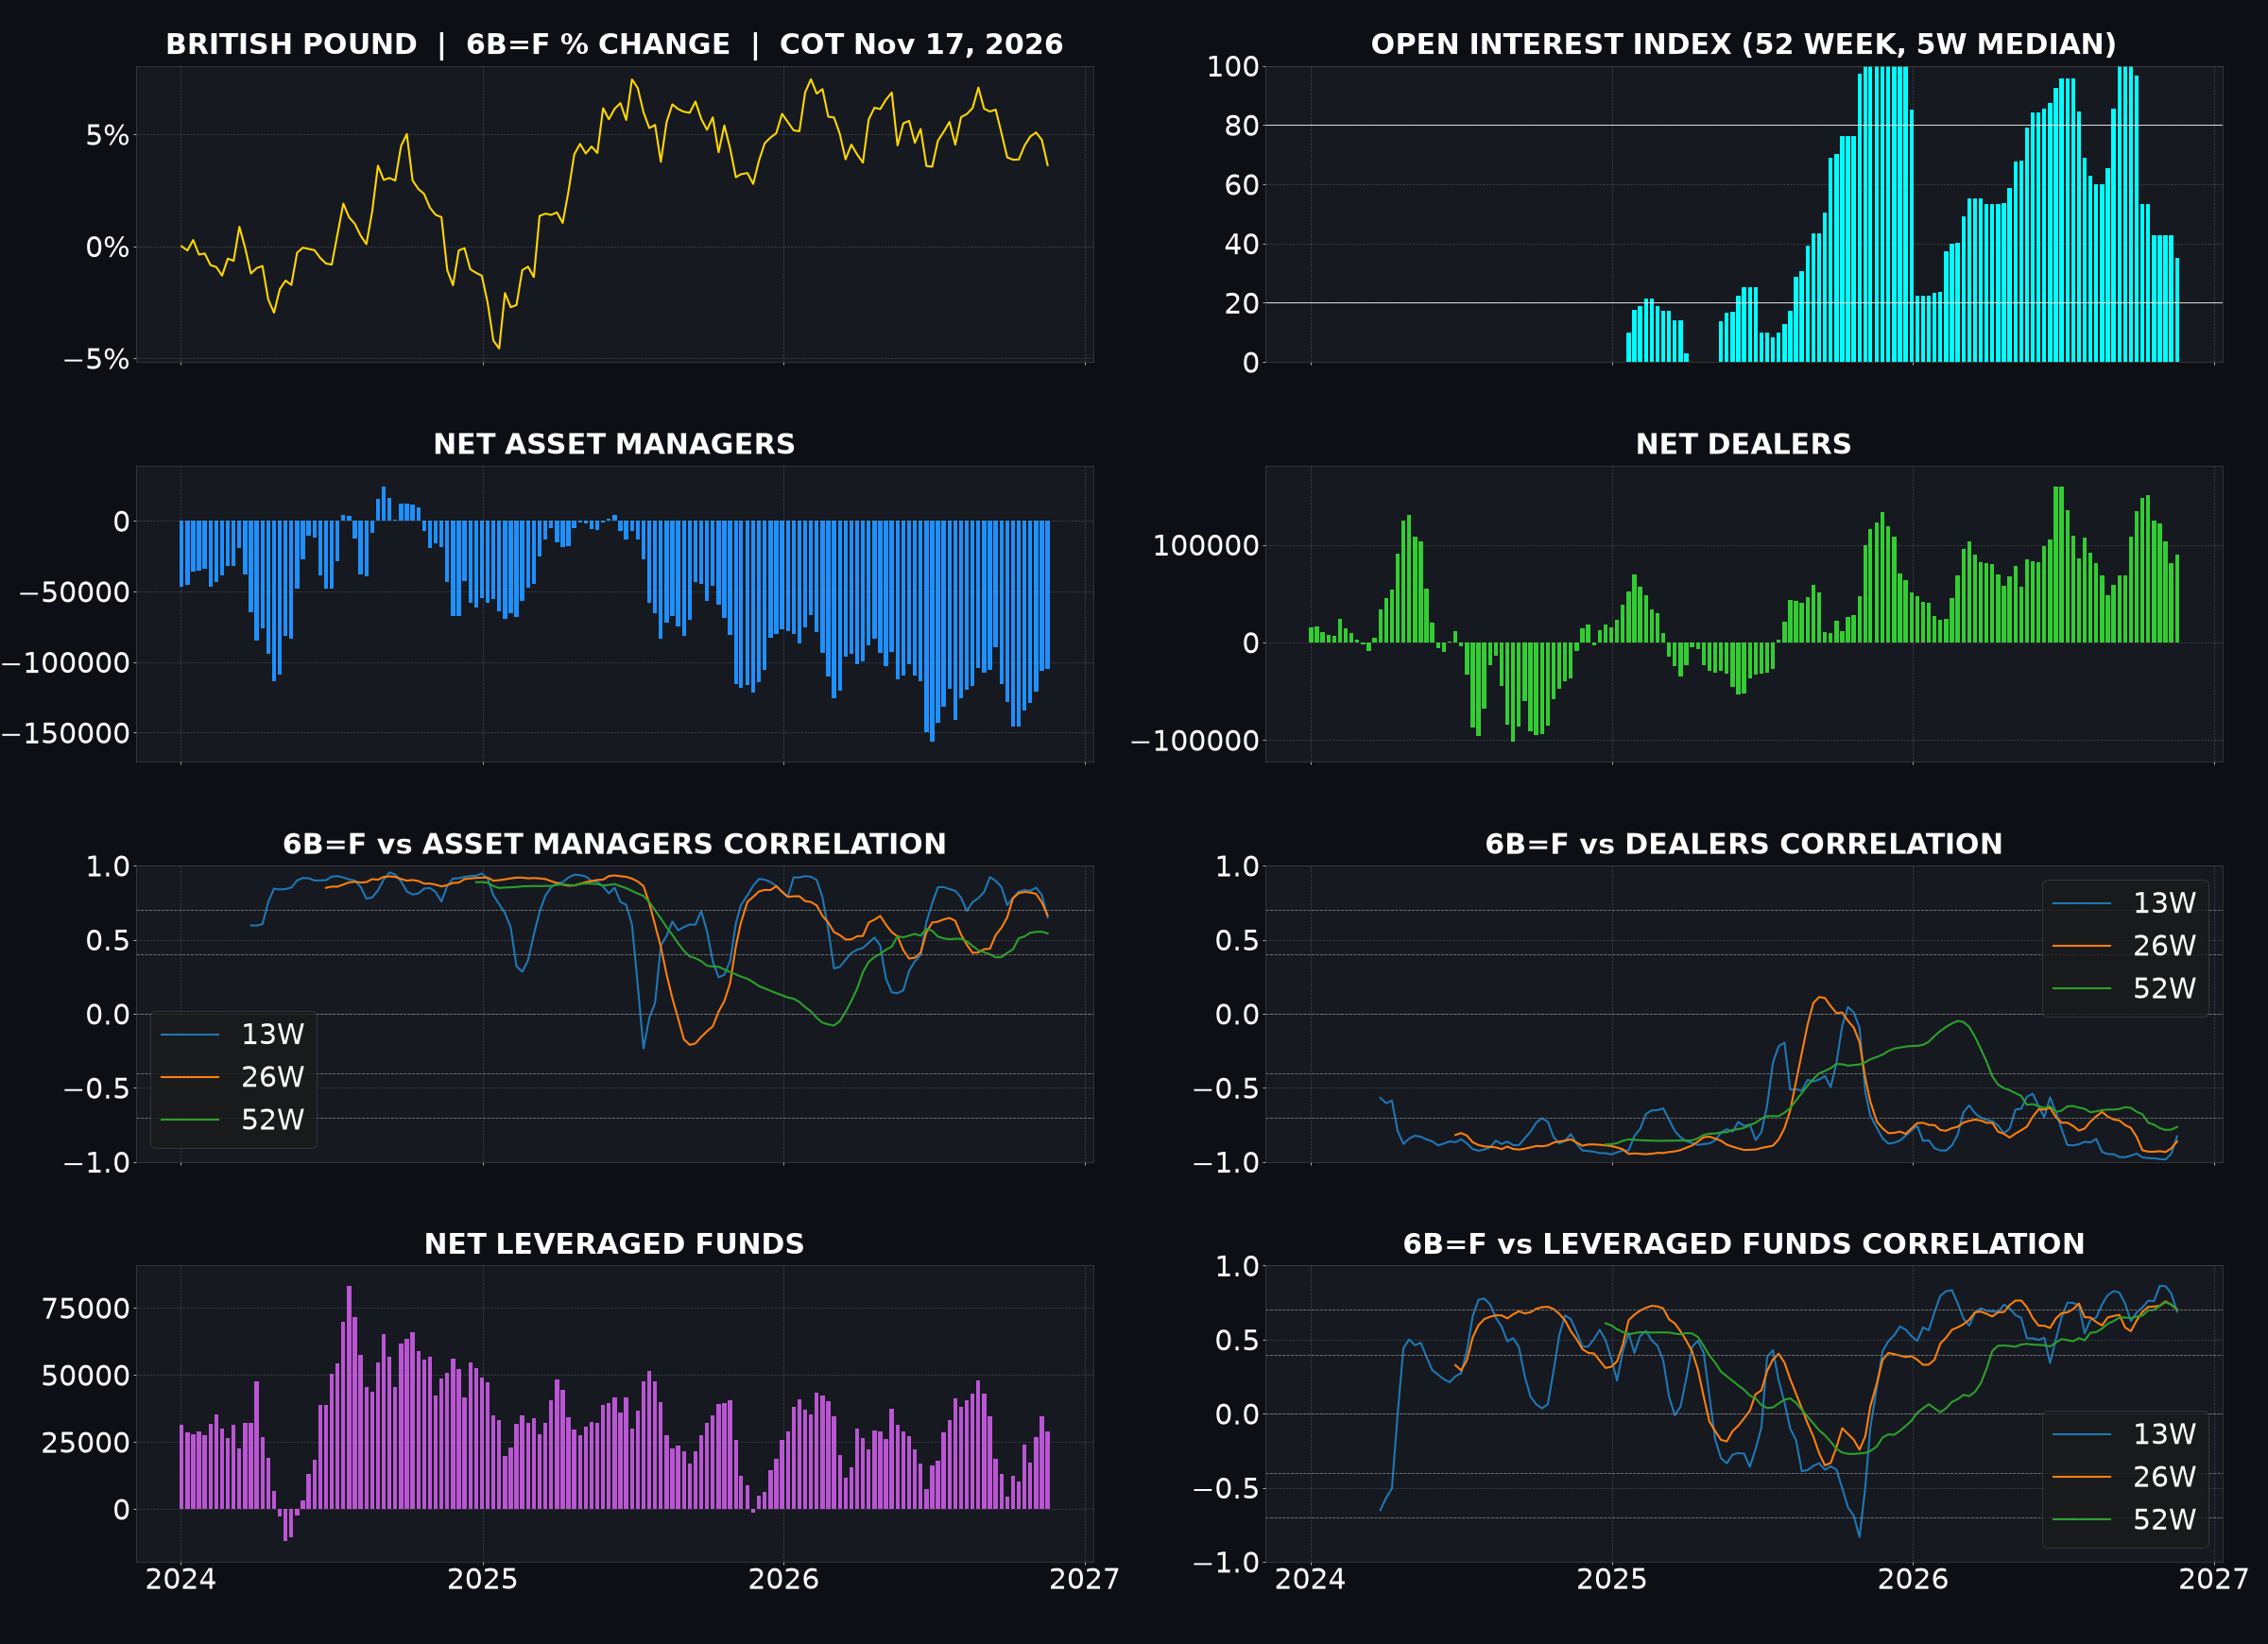 BRITISH POUND | 6B=F % CHANGE | COT Nov 17, 2026
5%
0%
−5%
OPEN INTEREST INDEX (52 WEEK, 5W MEDIAN)
100
80
60
40
20
0
NET ASSET MANAGERS
0
−50000
−100000
−150000
NET DEALERS
100000
0
−100000
6B=F vs ASSET MANAGERS CORRELATION
1.0
0.5
0.0
−0.5
−1.0
13W
26W
52W
6B=F vs DEALERS CORRELATION
1.0
0.5
0.0
−0.5
−1.0
13W
26W
52W
NET LEVERAGED FUNDS
75000
50000
25000
0
2024 2025 2026 2027
6B=F vs LEVERAGED FUNDS CORRELATION
1.0
0.5
0.0
−0.5
−1.0
13W
26W
52W
2024 2025 2026 2027